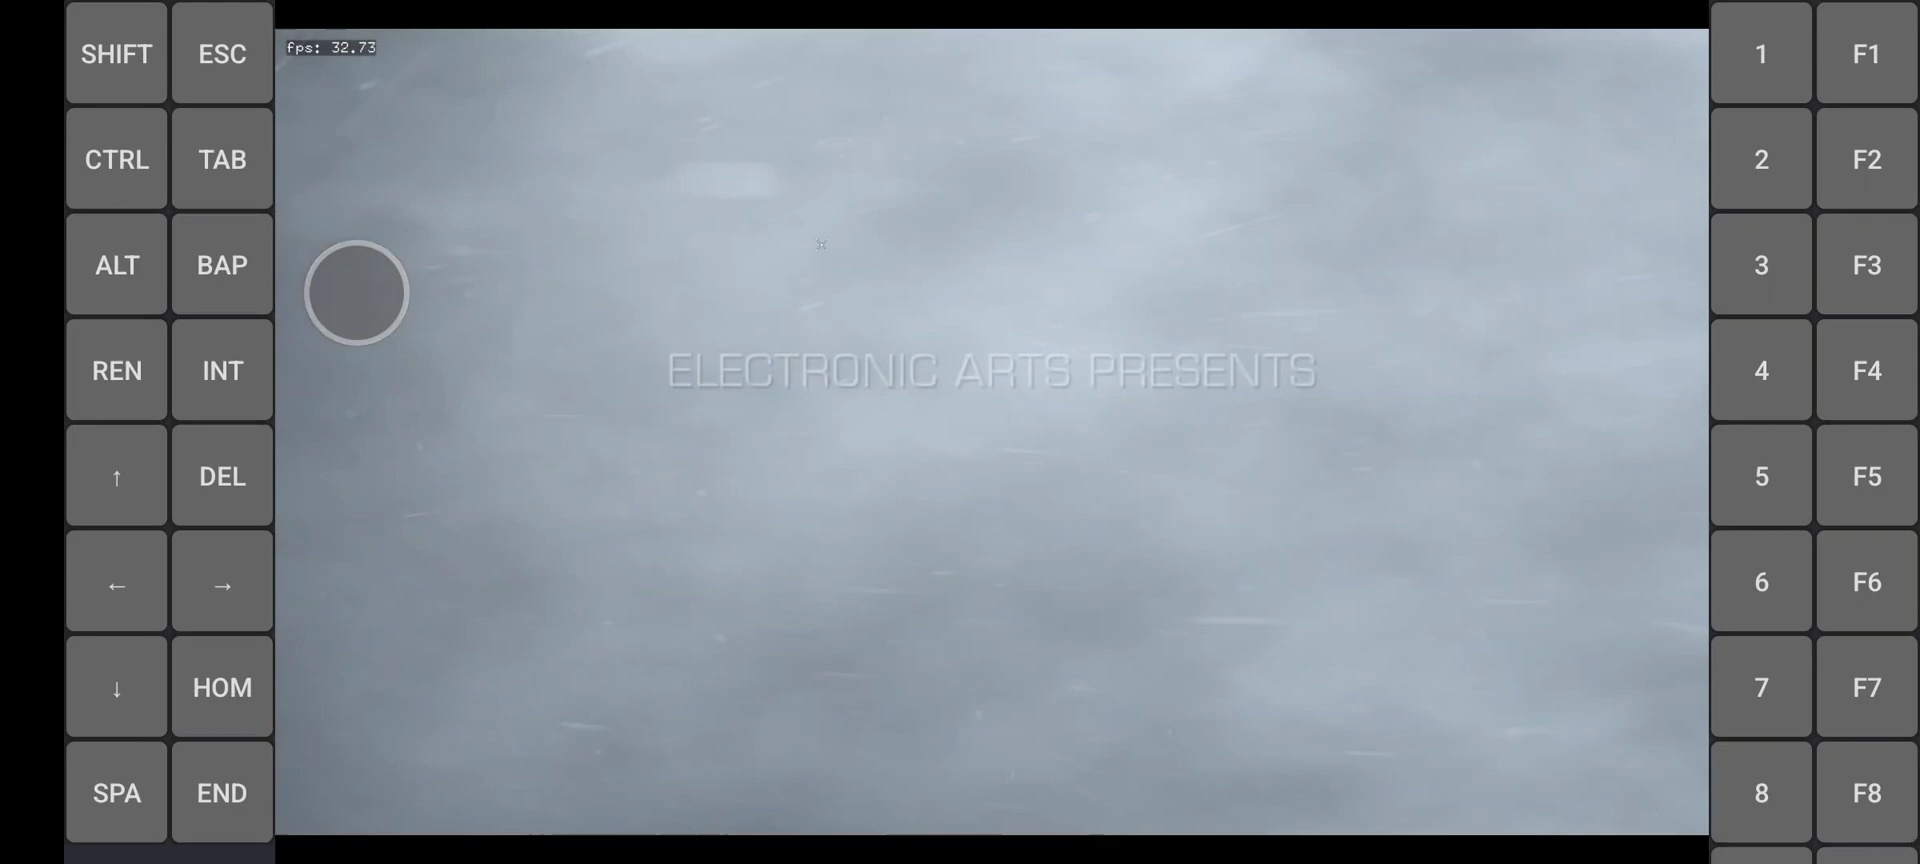 SHIFT ESC
CTRL TAB
ALT BAP
REN INT
↑ DEL
← →
↓ HOM
SPA END
fps: 32.73
ELECTRONIC ARTS PRESENTS
1 F1
2 F2
3 F3
4 F4
5 F5
6 F6
7 F7
8 F8